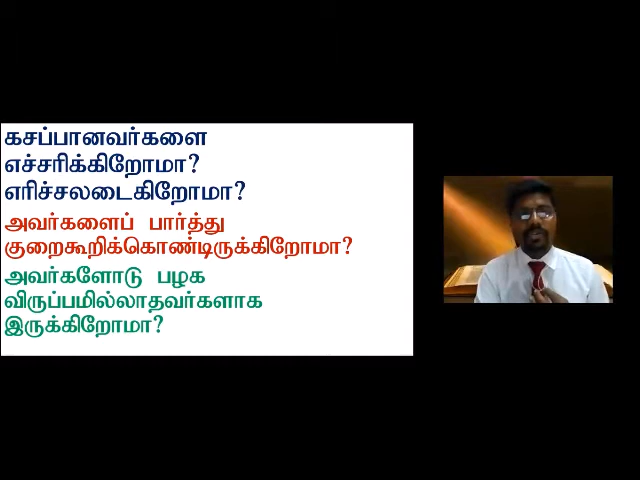 கசப்பானவர்களை
எச்சரிக்கிறோமா?
எரிச்சலடைகிறோமா?
அவர்களைப் பார்த்து
குறைகூறிக்கொண்டிருக்கிறோமா?
அவர்களோடு பழக
விருப்பமில்லாதவர்களாக
இருக்கிறோமா?